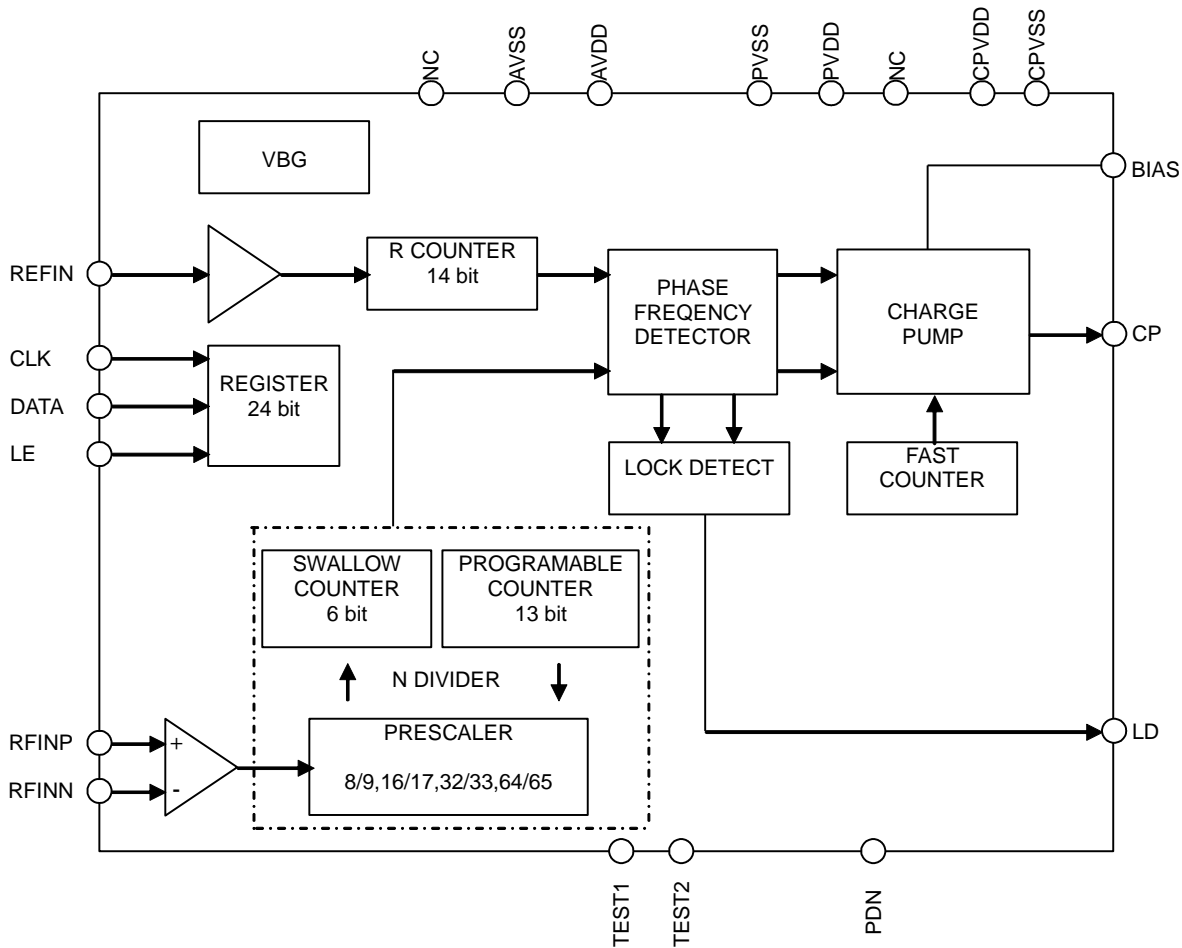 NC
AVSS
AVDD
PVSS
PVDD
NC
CPVDD
CPVSS
VBG
BIAS
REFIN
R COUNTER
14 bit
PHASE
FREQENCY
DETECTOR
CHARGE
PUMP
CP
CLK
DATA
LE
REGISTER
24 bit
LOCK DETECT
FAST
COUNTER
SWALLOW
COUNTER
6 bit
PROGRAMABLE
COUNTER
13 bit
N DIVIDER
RFINP
RFINN
+
-
PRESCALER
8/9,16/17,32/33,64/65
LD
TEST1
TEST2
PDN